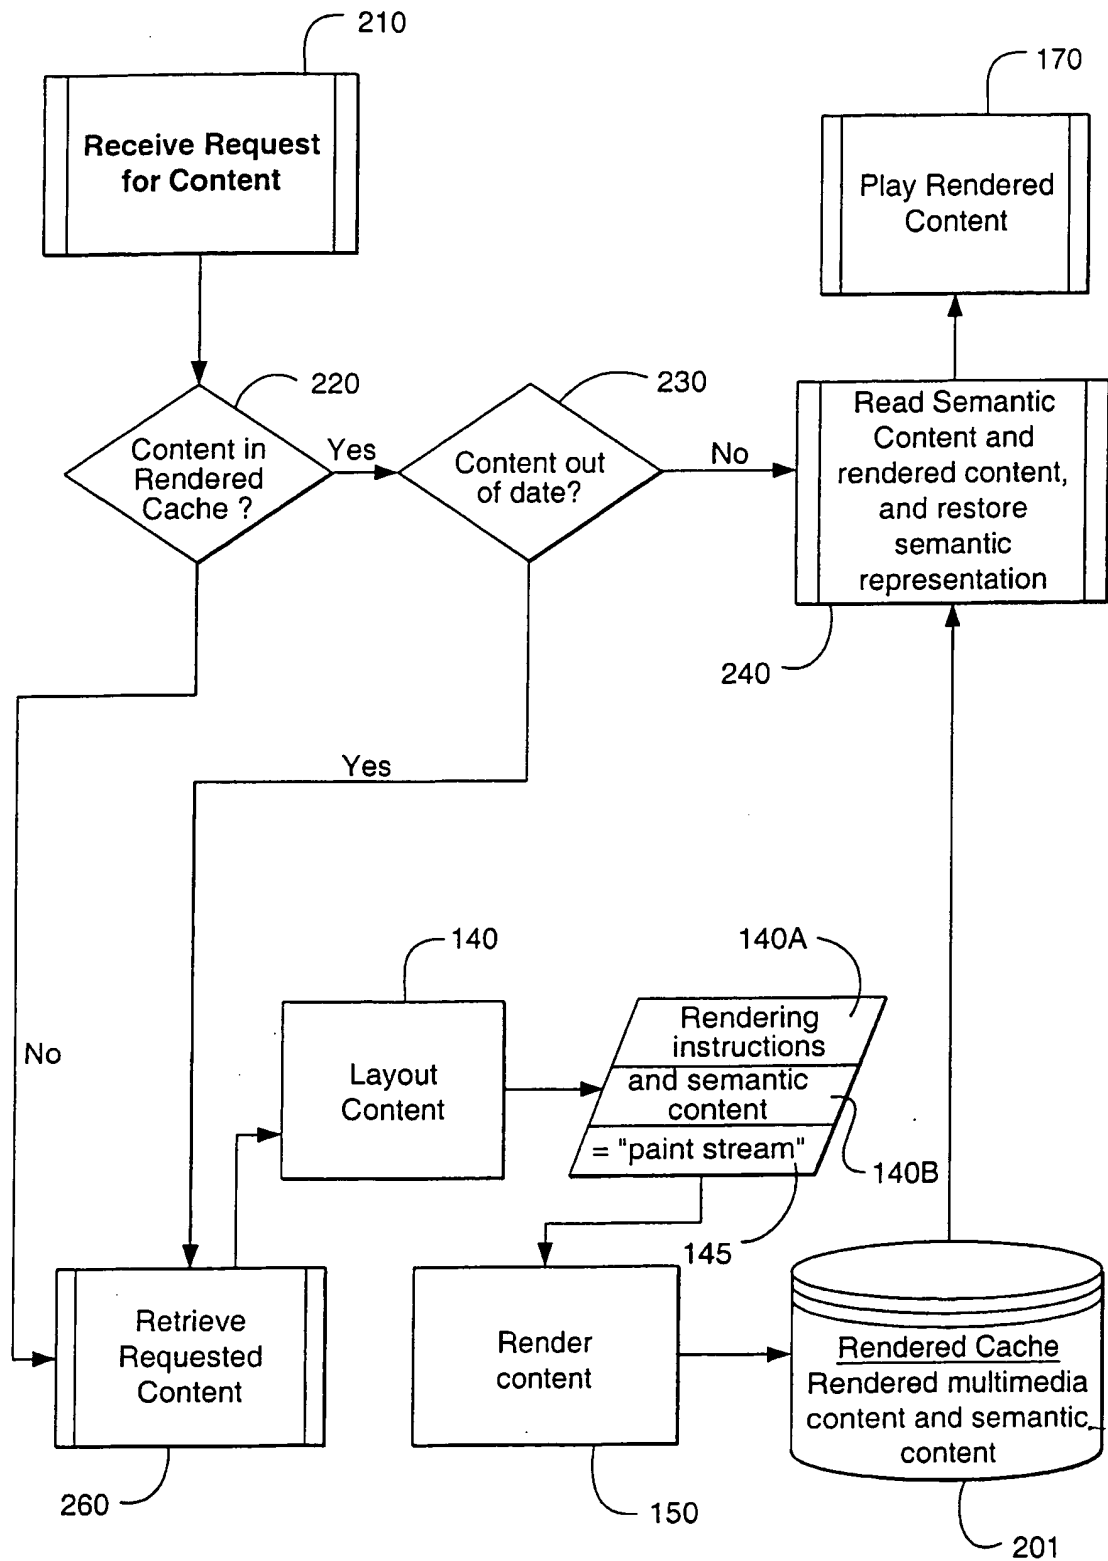 210
Receive Request
for Content
170
Play Rendered
Content
220
Content in
Rendered
Cache ?
Yes
230
Content out
of date?
No
Read Semantic
Content and
rendered content,
and restore
semantic
representation
240
Yes
No
140
Layout
Content
140A
Rendering
instructions
and semantic
content
= "paint stream"
140B
145
Retrieve
Requested
Content
260
Render
content
150
Rendered Cache
Rendered multimedia
content and semantic
content
201